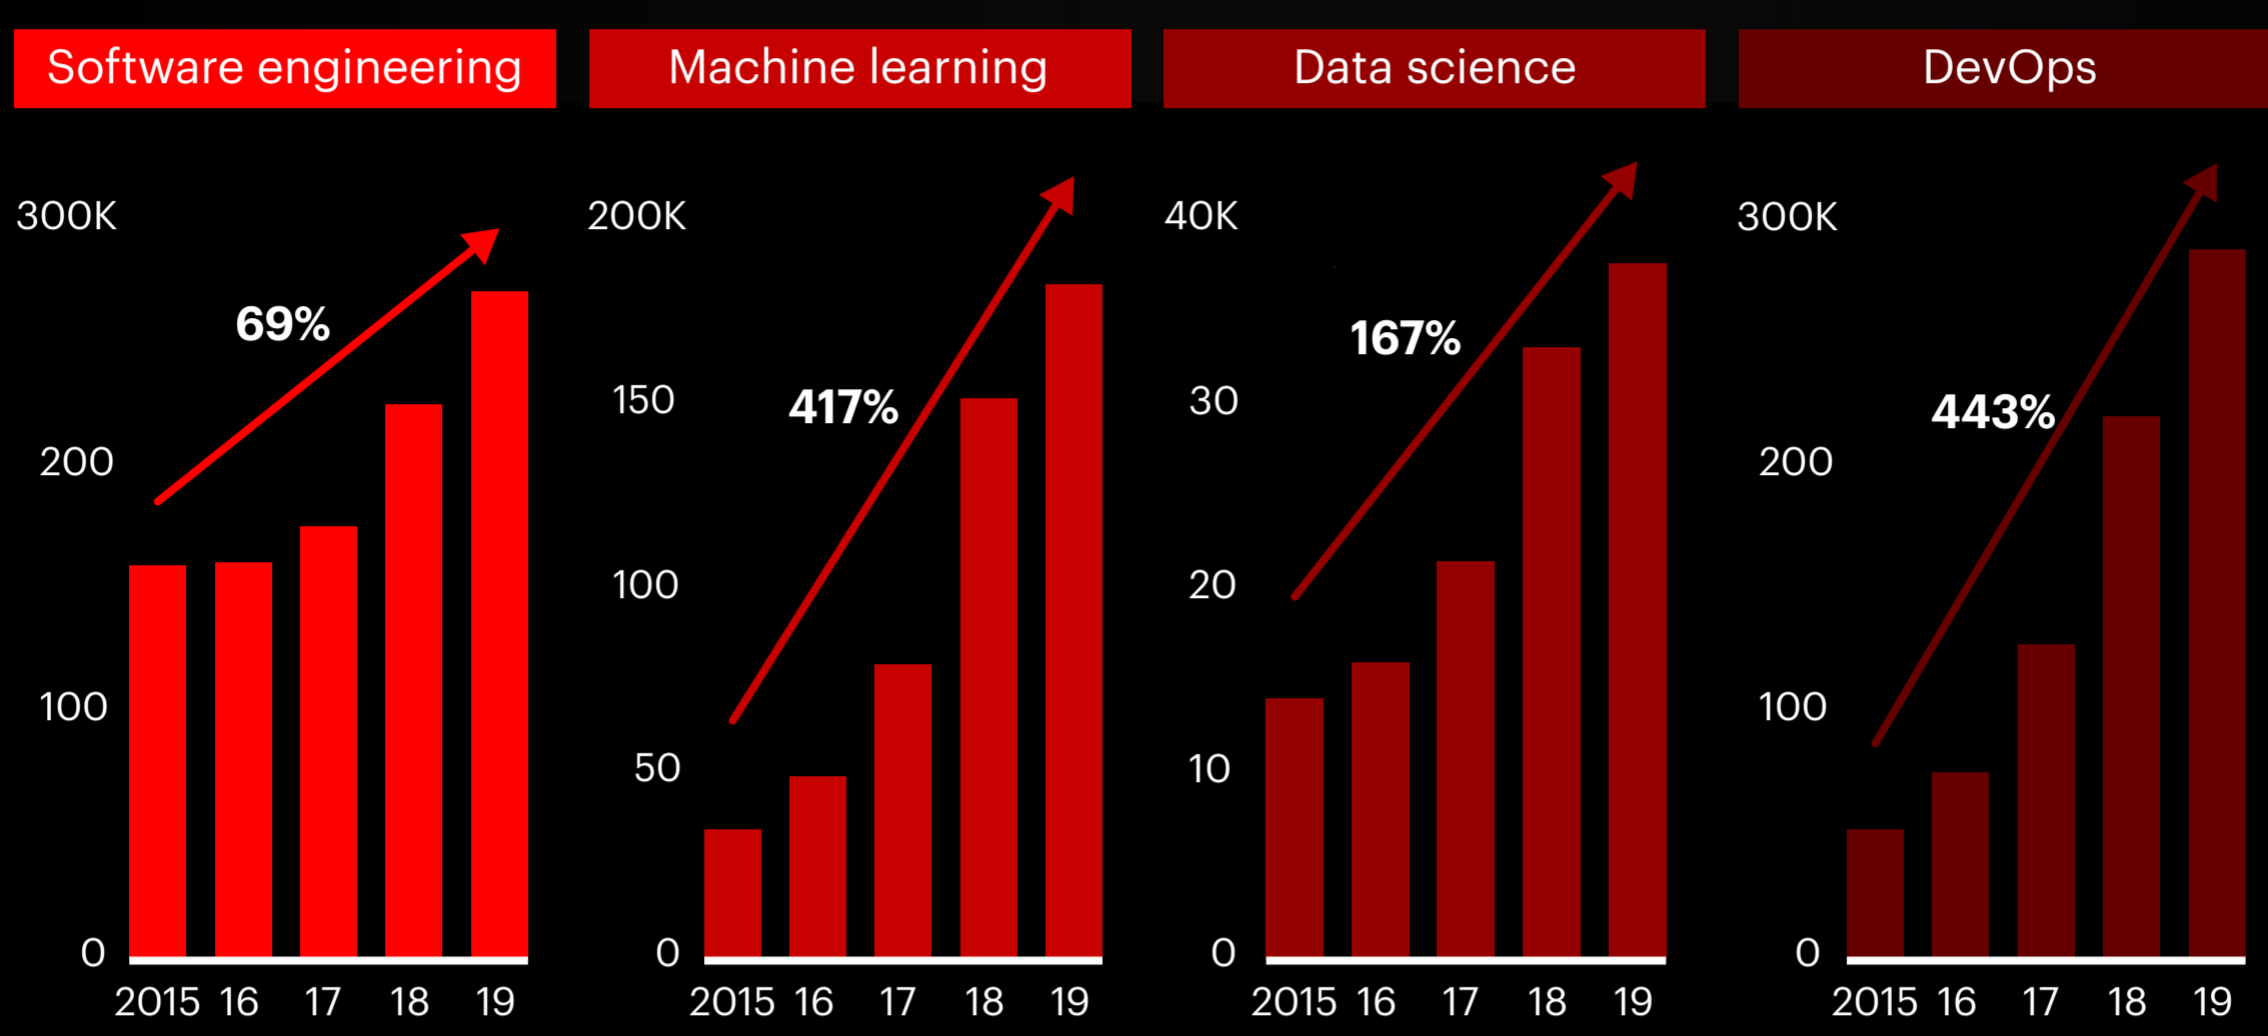 Software engineering
300K
69%
200
100
0
2015 16 17 18 19
Machine learning
200K
150
417%
100
50
0
2015 16 17 18 19
Data science
40K
167%
30
20
10
0
2015 16 17 18 19
DevOps
300K
443%
200
100
0
2015 16 17 18 19